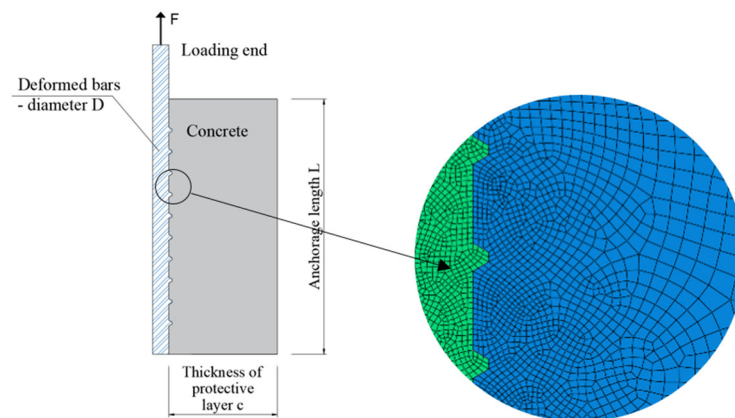 F
Loading end
Deformed bars
- diameter D
Concrete
Anchorage length L
Thickness of
protective
layer c